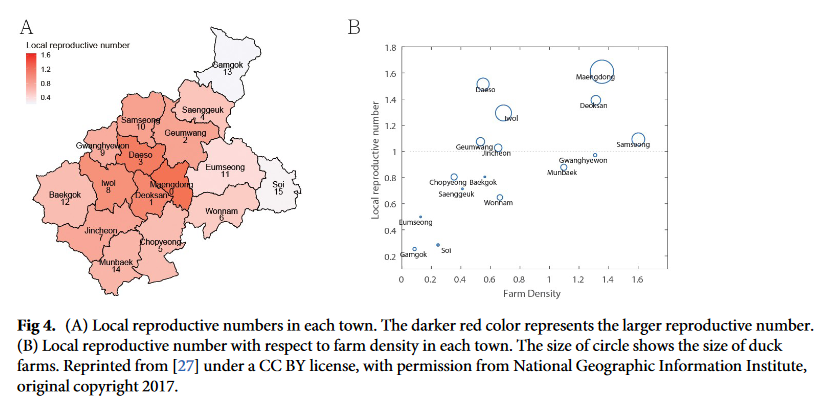 A
Local reproductive number
1.6
1.2
0.8
0.4
Gamgok
13
Saenggeuk
4
Samseong
10
Geumwang
2
Gwanghyewon
9
Daeso
3
Eumseong
11
Maengdong
Iwol
8
Deoksan
1
Soi
15
Baekgok
12
Wonnam
6
Jincheon
7
Chopyeong
5
Munbaek
14
B
1.8
1.6
1.4
1.2
1
0.8
0.6
0.4
0.2
Local reproductive number
Maengdong
Daeso
Deoksan
Iwol
Samseong
Geumwang
Jincheon
Gwanghyewon
Munbaek
Chopyeong Baekgok
Saenggeuk
Wonnam
Eumseong
Soi
Gamgok
0 0.2 0.4 0.6 0.8 1 1.2 1.4 1.6
Farm Density
Fig 4. (A) Local reproductive numbers in each town. The darker red color represents the larger reproductive number.
(B) Local reproductive number with respect to farm density in each town. The size of circle shows the size of duck
farms. Reprinted from [27] under a CC BY license, with permission from National Geographic Information Institute,
original copyright 2017.